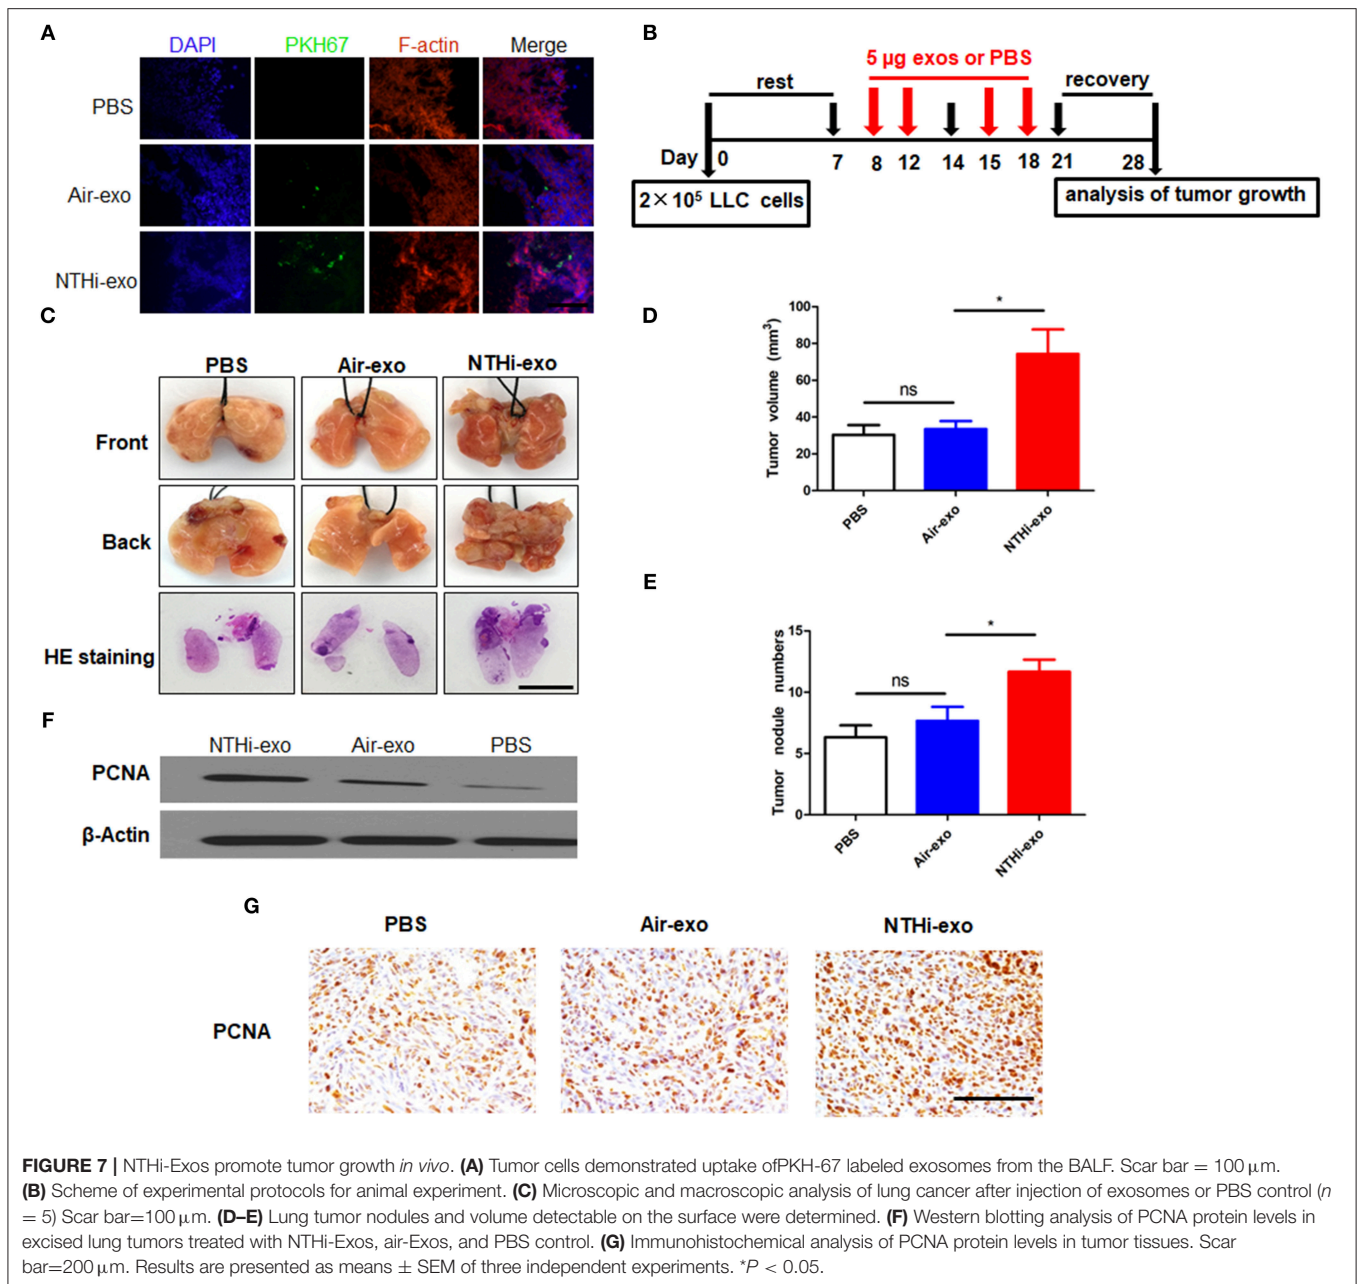 A
DAPI PKH67 F-actin Merge
PBS
Air-exo
NTHi-exo
B
5 µg exos or PBS
rest recovery
Day 0 7 8 12 14 15 18 21 28
2×10⁵ LLC cells
analysis of tumor growth
C
PBS Air-exo NTHi-exo
Front
Back
HE staining
D
Tumor volume (mm³)
100
80
60
40
20
0
ns
*
PBS Air-exo NTHi-exo
E
Tumor nodule numbers
15
10
5
0
ns
*
PBS Air-exo NTHi-exo
F
NTHi-exo Air-exo PBS
PCNA
β-Actin
G
PBS Air-exo NTHi-exo
PCNA
FIGURE 7 | NTHi-Exos promote tumor growth in vivo. (A) Tumor cells demonstrated uptake ofPKH-67 labeled exosomes from the BALF. Scar bar = 100 µm.
(B) Scheme of experimental protocols for animal experiment. (C) Microscopic and macroscopic analysis of lung cancer after injection of exosomes or PBS control (n
= 5) Scar bar=100 µm. (D–E) Lung tumor nodules and volume detectable on the surface were determined. (F) Western blotting analysis of PCNA protein levels in
excised lung tumors treated with NTHi-Exos, air-Exos, and PBS control. (G) Immunohistochemical analysis of PCNA protein levels in tumor tissues. Scar
bar=200 µm. Results are presented as means ± SEM of three independent experiments. *P < 0.05.